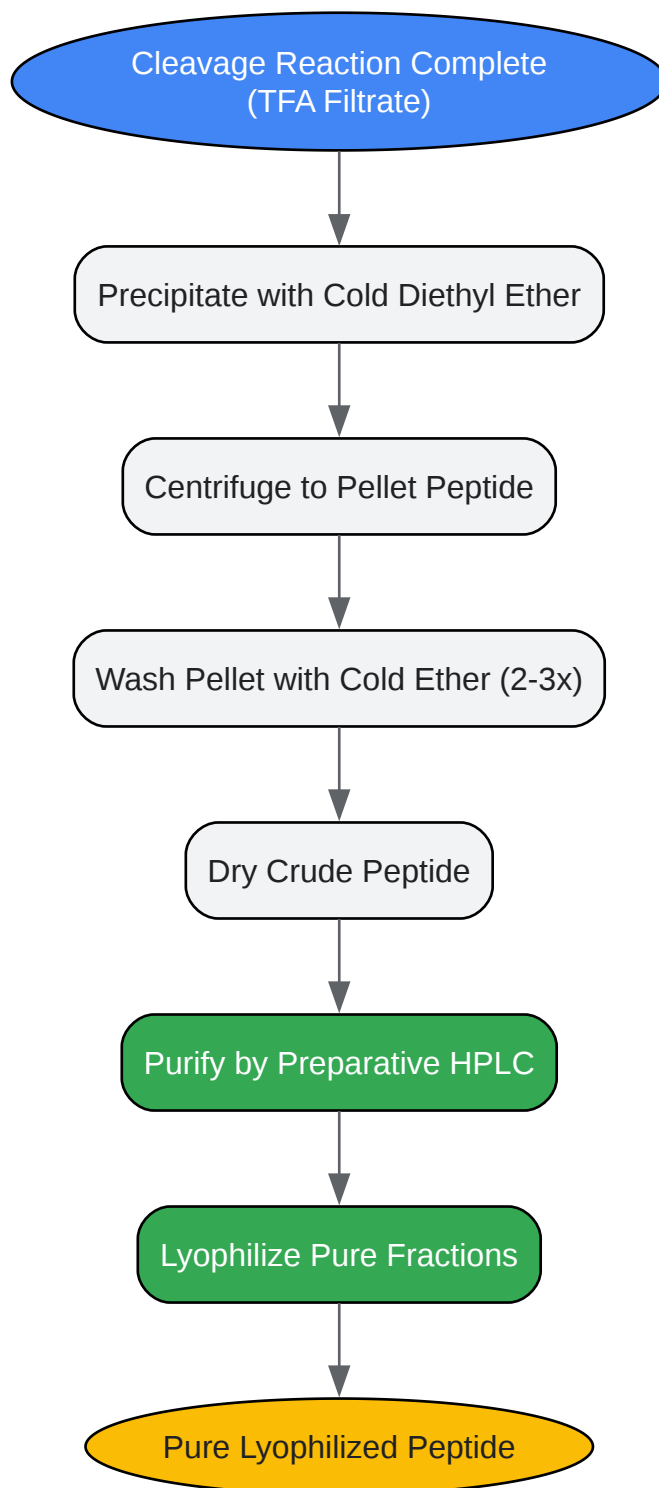 Cleavage Reaction Complete
(TFA Filtrate)
Precipitate with Cold Diethyl Ether
Centrifuge to Pellet Peptide
Wash Pellet with Cold Ether (2-3x)
Dry Crude Peptide
Purify by Preparative HPLC
Lyophilize Pure Fractions
Pure Lyophilized Peptide